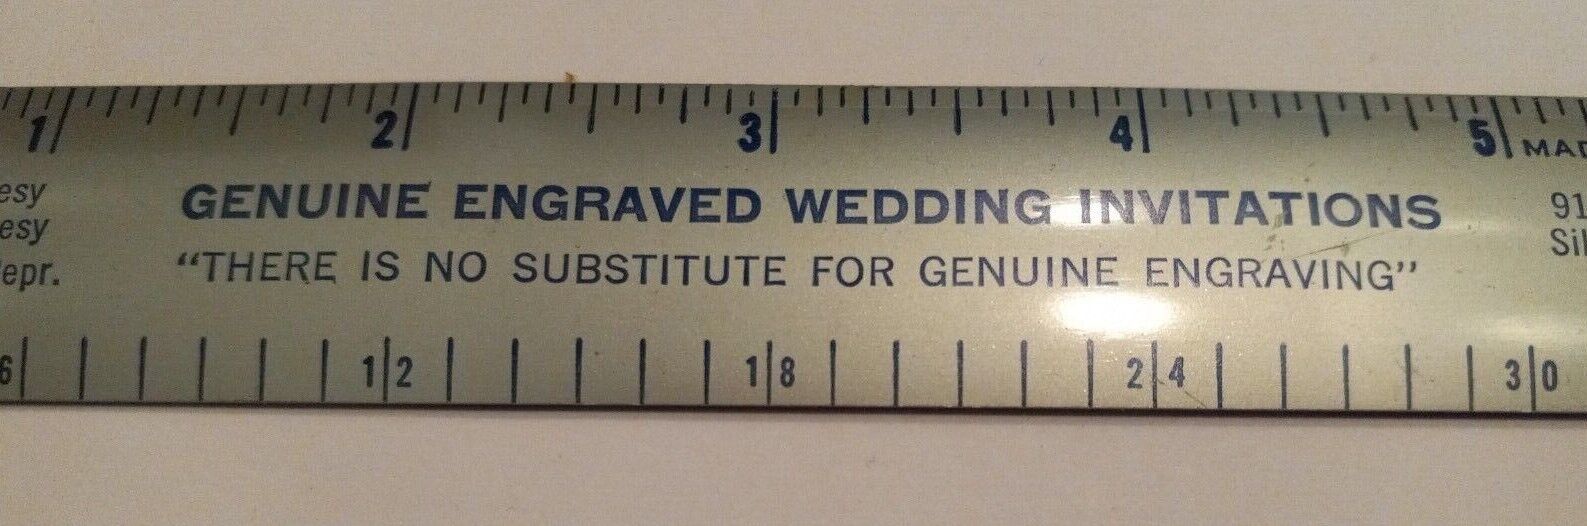 1 2 3 4 5
GENUINE ENGRAVED WEDDING INVITATIONS
"THERE IS NO SUBSTITUTE FOR GENUINE ENGRAVING"
6 12 18 24 30